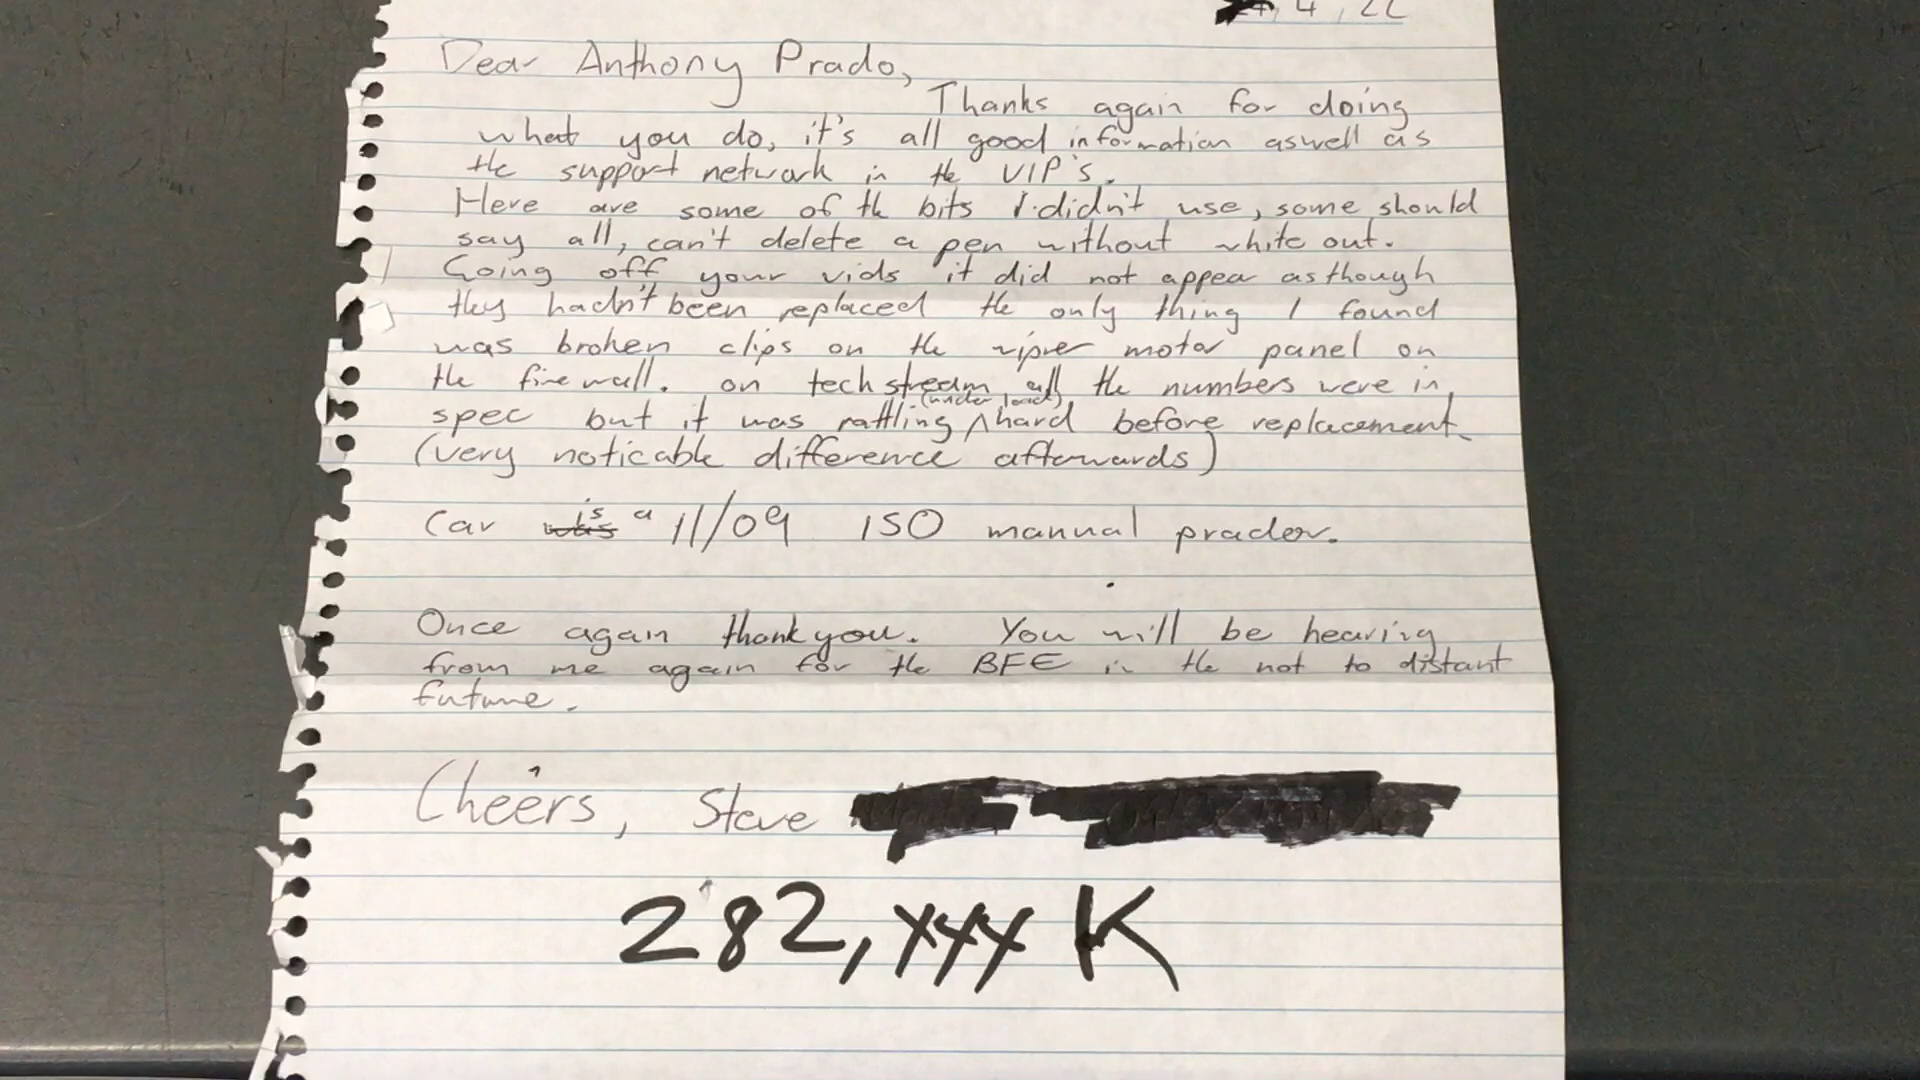 4, 22
Dear Anthony Prado,
Thanks again for doing
what you do, it's all good information aswell as
the support network in the VIP's.
Here are some of the bits I didn't use, some should
say all, can't delete a pen without white out.
Going off your vids it did not appear as though
they hadn't been replaced the only thing I found
was broken clips on the wiper motor panel on
the firewall. on tech stream all the numbers were in
(under load)
spec but it was rattling ^ hard before replacement.
(very noticable difference afterwards)
Car is a 11/09 150 manual prador.
Once again thankyou. You will be hearing
from me again for the BFE in the not to distant
future.
Cheers, Steve
282,xxx K